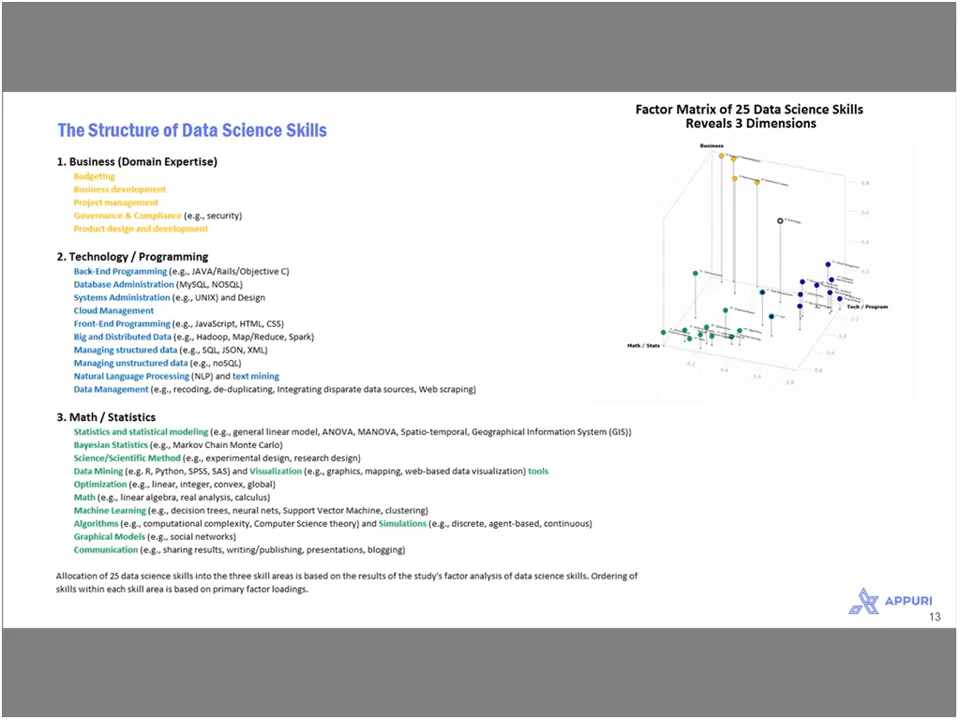 The Structure of Data Science Skills
1. Business (Domain Expertise)
Budgeting
Business development
Project management
Governance & Compliance (e.g., security)
Product design and development
2. Technology / Programming
Back-End Programming (e.g., JAVA/Rails/Objective C)
Database Administration (MySQL, NOSQL)
Systems Administration (e.g., UNIX) and Design
Cloud Management
Front-End Programming (e.g., JavaScript, HTML, CSS)
Big and Distributed Data (e.g., Hadoop, Map/Reduce, Spark)
Managing structured data (e.g., SQL, JSON, XML)
Managing unstructured data (e.g., noSQL)
Natural Language Processing (NLP) and text mining
Data Management (e.g., recoding, de-duplicating, Integrating disparate data sources, Web scraping)
3. Math / Statistics
Statistics and statistical modeling (e.g., general linear model, ANOVA, MANOVA, Spatio-temporal, Geographical Information System (GIS))
Bayesian Statistics (e.g., Markov Chain Monte Carlo)
Science/Scientific Method (e.g., experimental design, research design)
Data Mining (e.g. R, Python, SPSS, SAS) and Visualization (e.g., graphics, mapping, web-based data visualization) tools
Optimization (e.g., linear, integer, convex, global)
Math (e.g., linear algebra, real analysis, calculus)
Machine Learning (e.g., decision trees, neural nets, Support Vector Machine, clustering)
Algorithms (e.g., computational complexity, Computer Science theory) and Simulations (e.g., discrete, agent-based, continuous)
Graphical Models (e.g., social networks)
Communication (e.g., sharing results, writing/publishing, presentations, blogging)
Allocation of 25 data science skills into the three skill areas is based on the results of the study's factor analysis of data science skills. Ordering of
skills within each skill area is based on primary factor loadings.
Factor Matrix of 25 Data Science Skills
Reveals 3 Dimensions
Business
Tech / Program
Math / Stats
APPURI
13